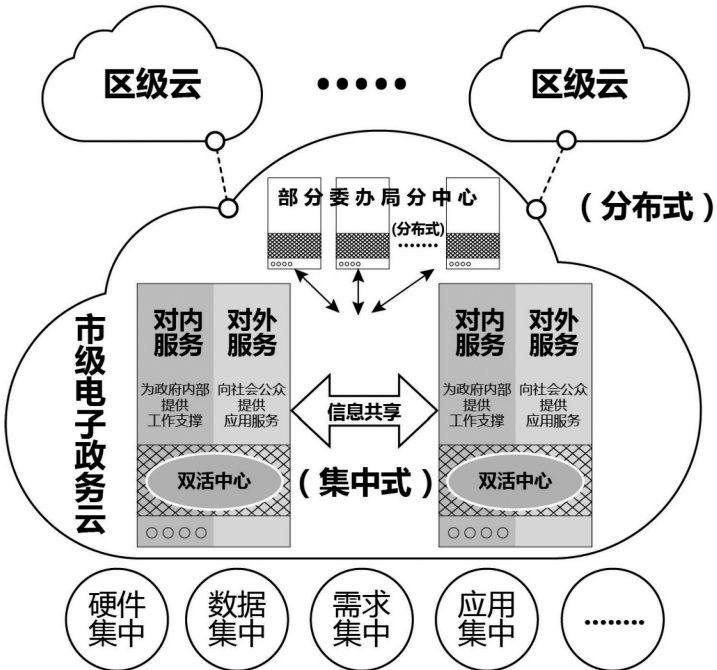 区级云
•••••
区级云
部分委办局分中心
(分布式)
·······
(分布式)
市级电子政务云
对内
服务
对外
服务
为政府内部
提供
工作支撑
向社会公众
提供
应用服务
双活中心
信息共享
(集中式)
对内
服务
对外
服务
为政府内部
提供
工作支撑
向社会公众
提供
应用服务
双活中心
硬件
集中
数据
集中
需求
集中
应用
集中
········